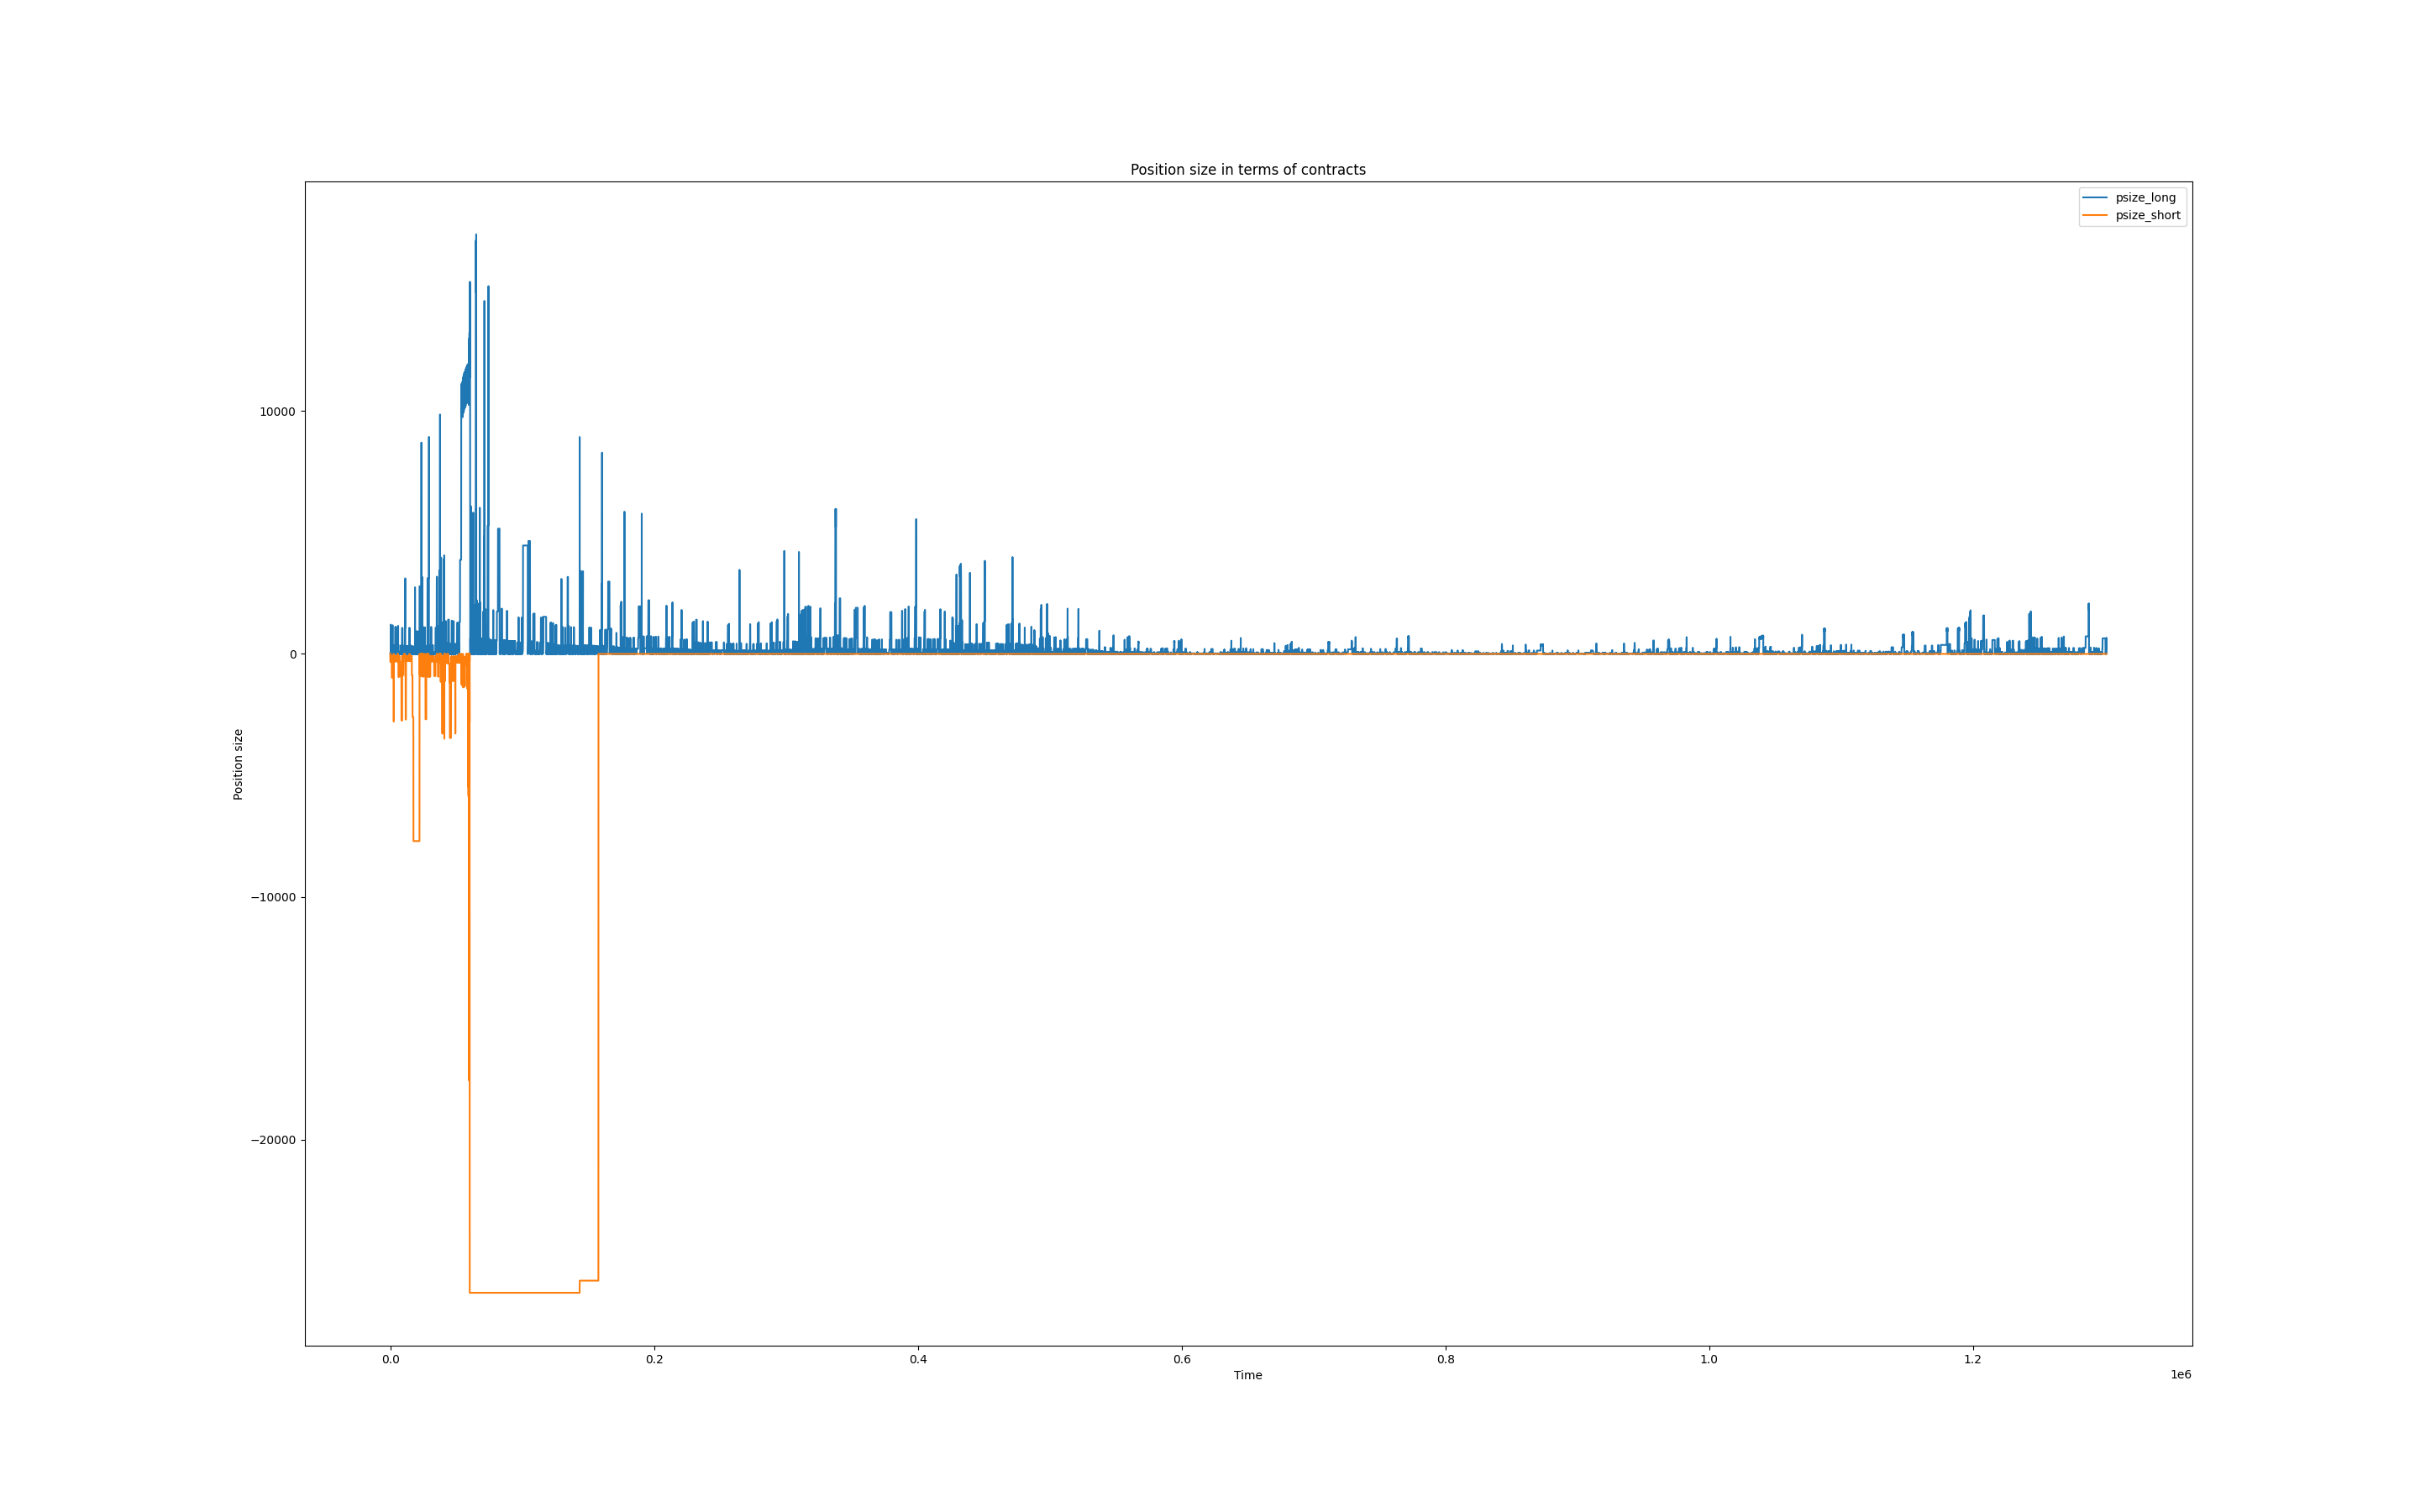 Position size in terms of contracts
psize_long
psize_short
10000
0
−10000
−20000
Position size
0.0
0.2
0.4
0.6
0.8
1.0
1.2
1e6
Time